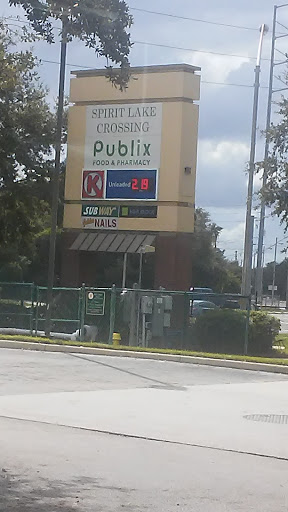 SPIRIT LAKE
CROSSING
Publix
FOOD & PHARMACY
K
Unleaded 2.19
SUBWAY
NAILS